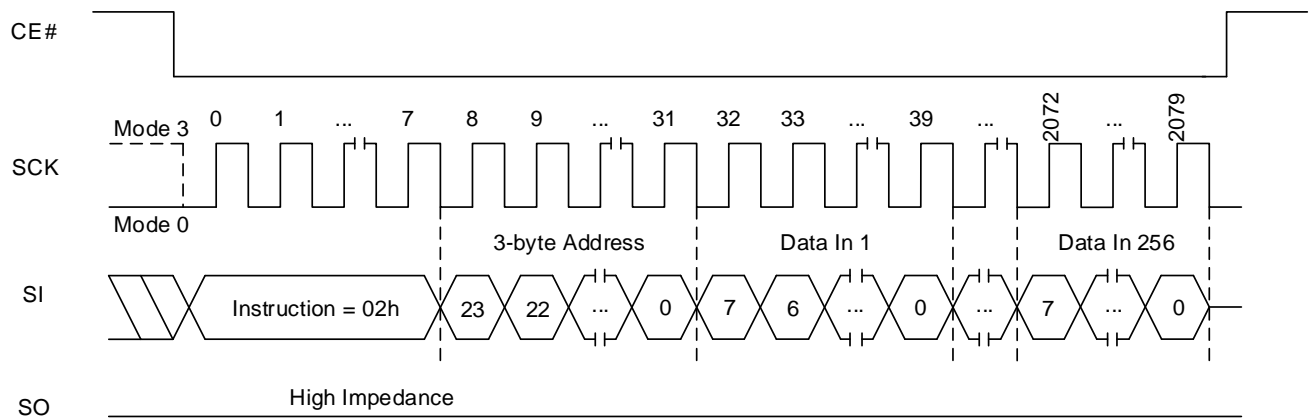 CE#
0 1 ... 7 8 9 ... 31 32 33 ... 39 ... 2072 ... 2079
Mode 3
SCK
Mode 0
3-byte Address Data In 1 Data In 256
SI
Instruction = 02h 23 22 ... 0 7 6 ... 0 ... 7 ... 0
High Impedance
SO